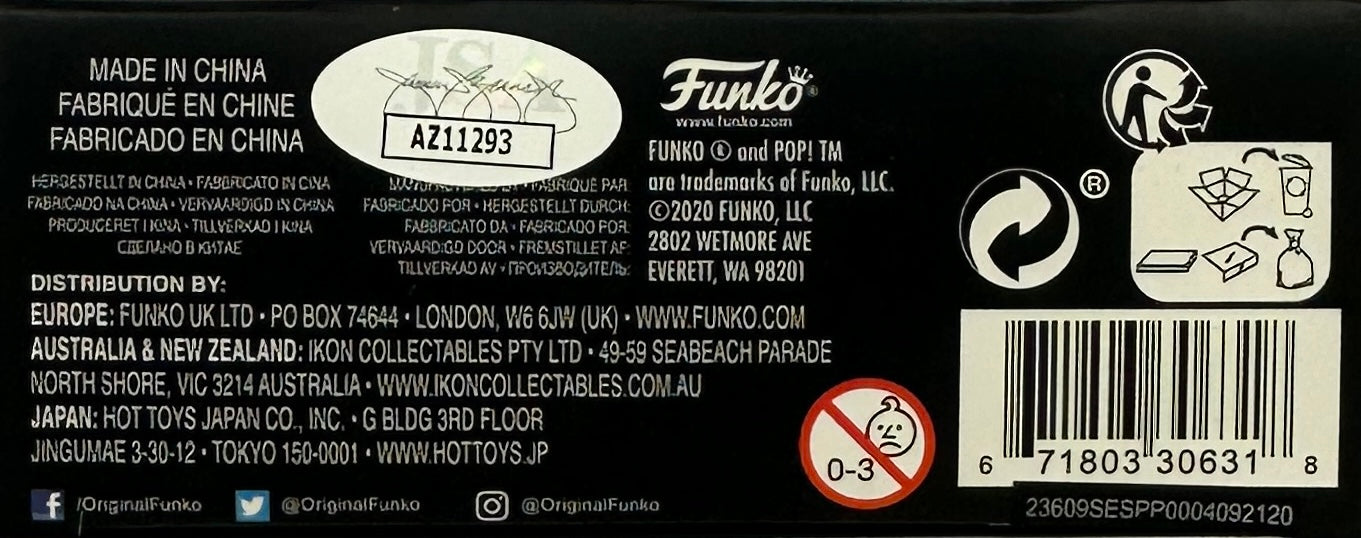 MADE IN CHINA
FABRIQUÉ EN CHINE
FABRICADO EN CHINA
HERGESTELLT IN CHINA • FABBRICATO IN CINA
FABRICADO NA CHINA • VERVAARDIGD IN CHINA
PRODUCERET I KINA • TILLVERKAD I KINA
СДЕЛАНО В КИТАЕ
JSA
AZ11293
FABRIQUÉ PAR:
FABRICADO POR • HERGESTELLT DURCH:
FABBRICATO DA • FABRICADO POR:
VERVAARDIGD DOOR • FREMSTILLET AF:
TILLVERKAD AV • ПРОИЗВОДИТЕЛЬ:
Funko®
www.funko.com
FUNKO ® and POP! TM
are trademarks of Funko, LLC.
©2020 FUNKO, LLC
2802 WETMORE AVE
EVERETT, WA 98201
®
DISTRIBUTION BY:
EUROPE: FUNKO UK LTD • PO BOX 74644 • LONDON, W6 6JW (UK) • WWW.FUNKO.COM
AUSTRALIA & NEW ZEALAND: IKON COLLECTABLES PTY LTD • 49-59 SEABEACH PARADE
NORTH SHORE, VIC 3214 AUSTRALIA • WWW.IKONCOLLECTABLES.COM.AU
JAPAN: HOT TOYS JAPAN CO., INC. • G BLDG 3RD FLOOR
JINGUMAE 3-30-12 • TOKYO 150-0001 • WWW.HOTTOYS.JP
/OriginalFunko @OriginalFunko @OriginalFunko
0-3
6 71803 30631 8
23609SESPP0004092120